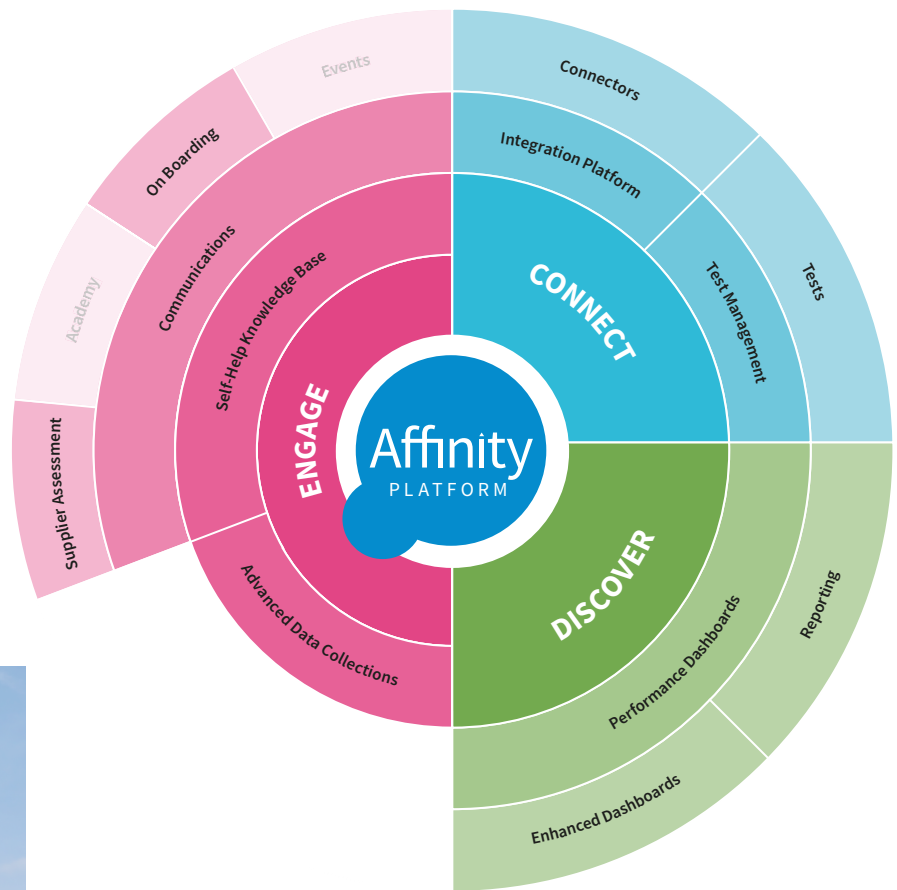 Affinity
PLATFORM
ENGAGE
Self-Help Knowledge Base
Advanced Data Collections
Communications
Supplier Assessment
Academy
On Boarding
Events
CONNECT
Integration Platform
Test Management
Connectors
Tests
DISCOVER
Performance Dashboards
Reporting
Enhanced Dashboards